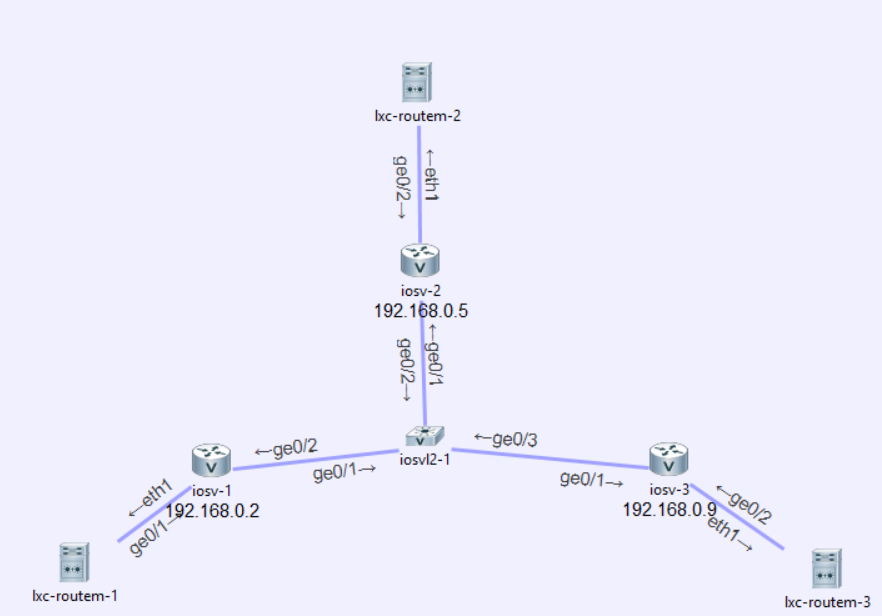 lxc-routem-2
ge0/2→
←eth1
iosv-2
192.168.0.5
ge0/2→
←ge0/1
iosvl2-1
←ge0/2
ge0/1→
←ge0/3
ge0/1→
iosv-1
192.168.0.2
iosv-3
192.168.0.9
←eth1
ge0/1→
←ge0/2
eth1→
lxc-routem-1
lxc-routem-3